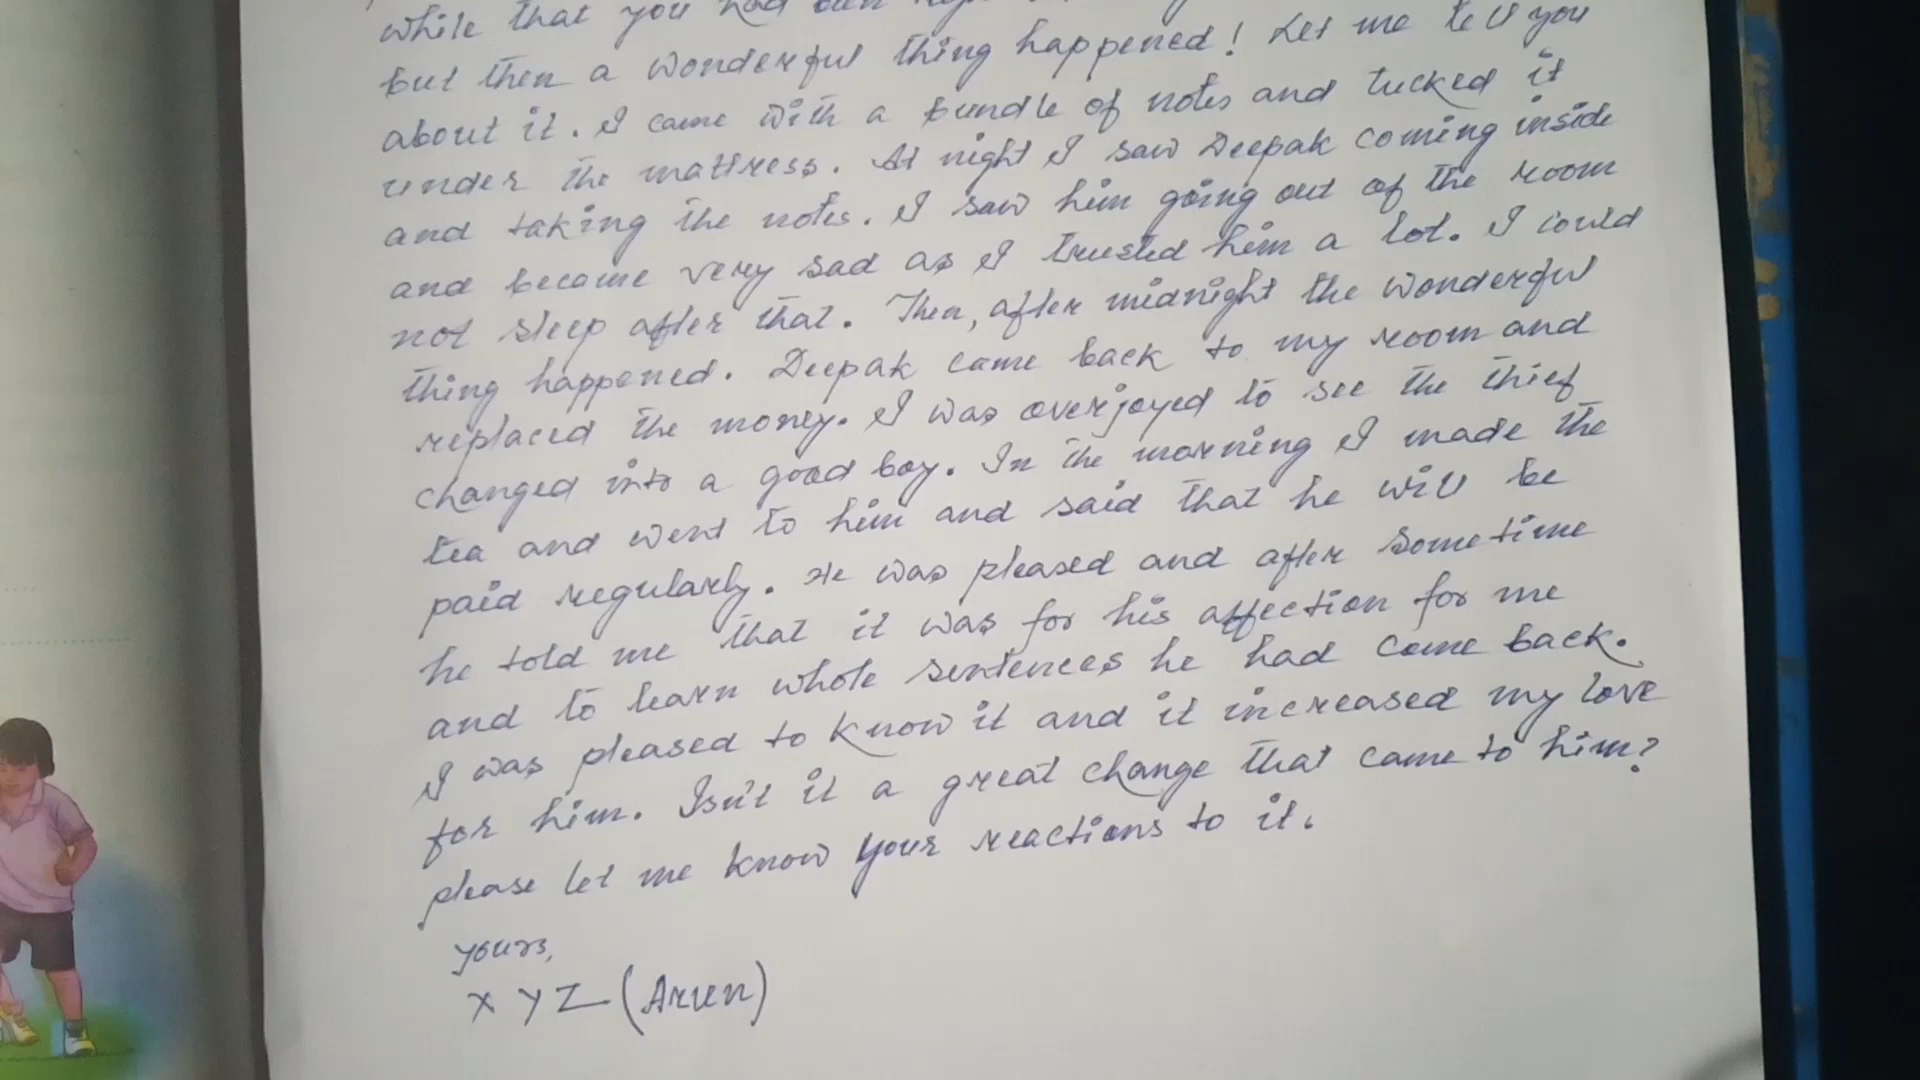 while that you had been
but then a wonderful thing happened! Let me tell you
about it. I came with a bundle of notes and tucked it
under the mattress. At night I saw Deepak coming inside
and taking the notes. I saw him going out of the room
and became very sad as I trusted him a lot. I could
not sleep after that. Then, after midnight the wonderful
thing happened. Deepak came back to my room and
replaced the money. I was overjoyed to see the thief
changed into a good boy. In the morning I made the
tea and went to him and said that he will be
paid regularly. He was pleased and after sometime
he told me that it was for his affection for me
and to learn whole sentences he had come back.
I was pleased to know it and it increased my love
for him. Isn't it a great change that came to him?
please let me know your reactions to it.
yours,
X Y Z (Arun)